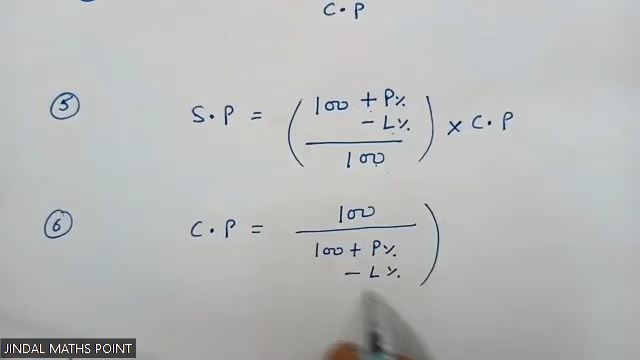 C.P
⑤ S.P = ( 100 + P% - L% / 100 ) × C.P
⑥ C.P = 100 / 100 + P% - L% )
JINDAL MATHS POINT